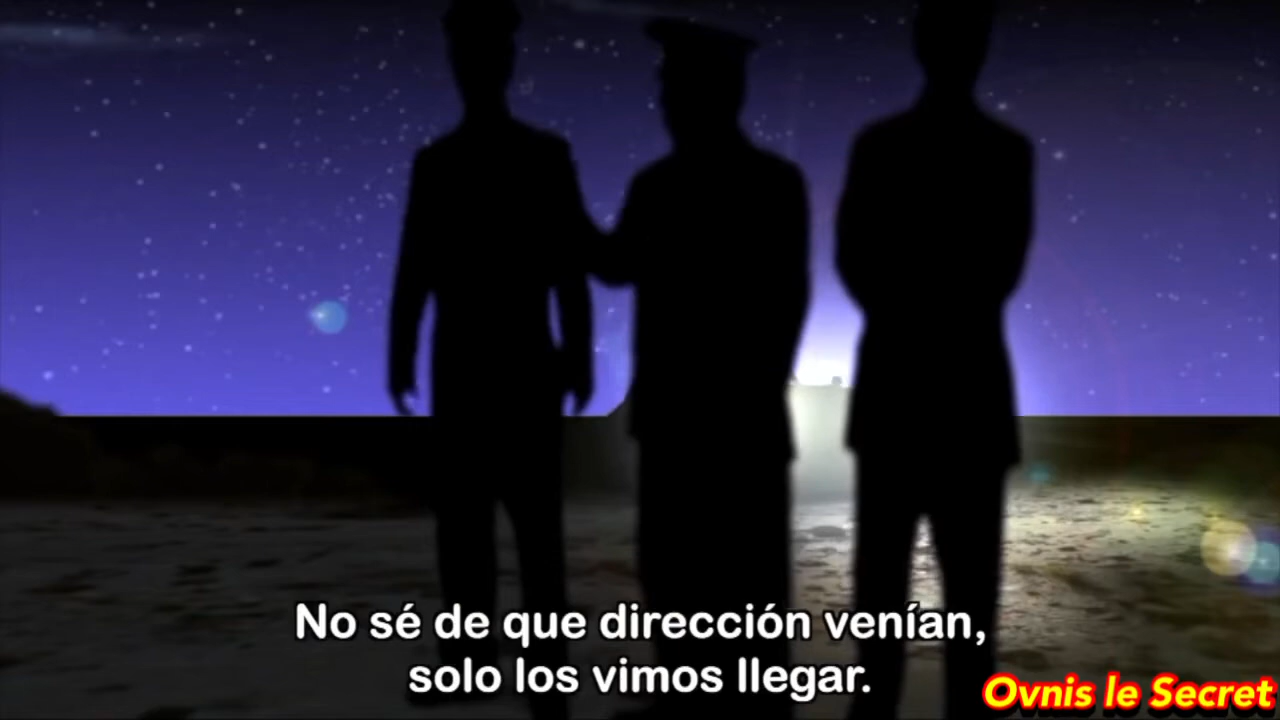 No sé de que dirección venían,
solo los vimos llegar.
Ovnis le Secret